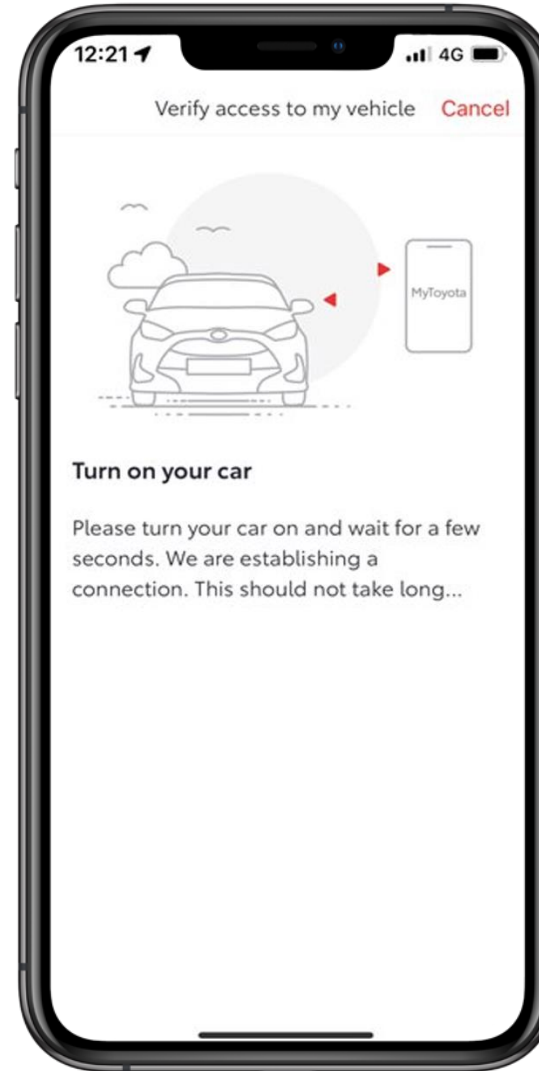 12:21
4G
Verify access to my vehicle Cancel
MyToyota
Turn on your car
Please turn your car on and wait for a few
seconds. We are establishing a
connection. This should not take long...